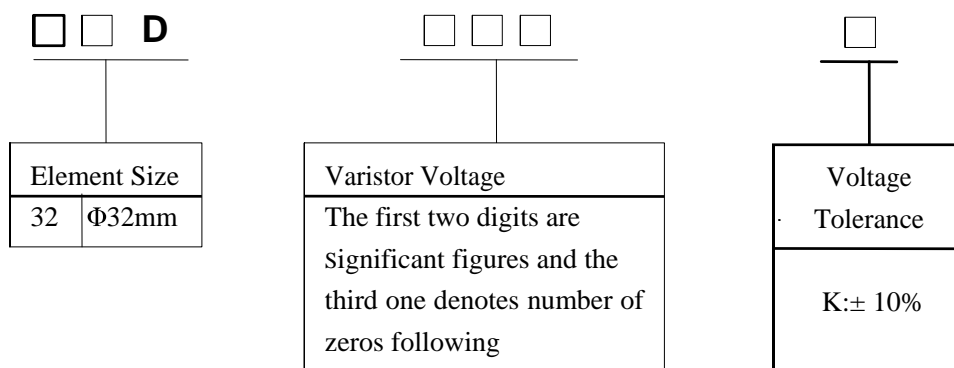 □ □ D
□ □ □
□
Element Size
32 Φ32mm
Varistor Voltage
The first two digits are
Significant figures and the
third one denotes number of
zeros following
Voltage
Tolerance
K:± 10%